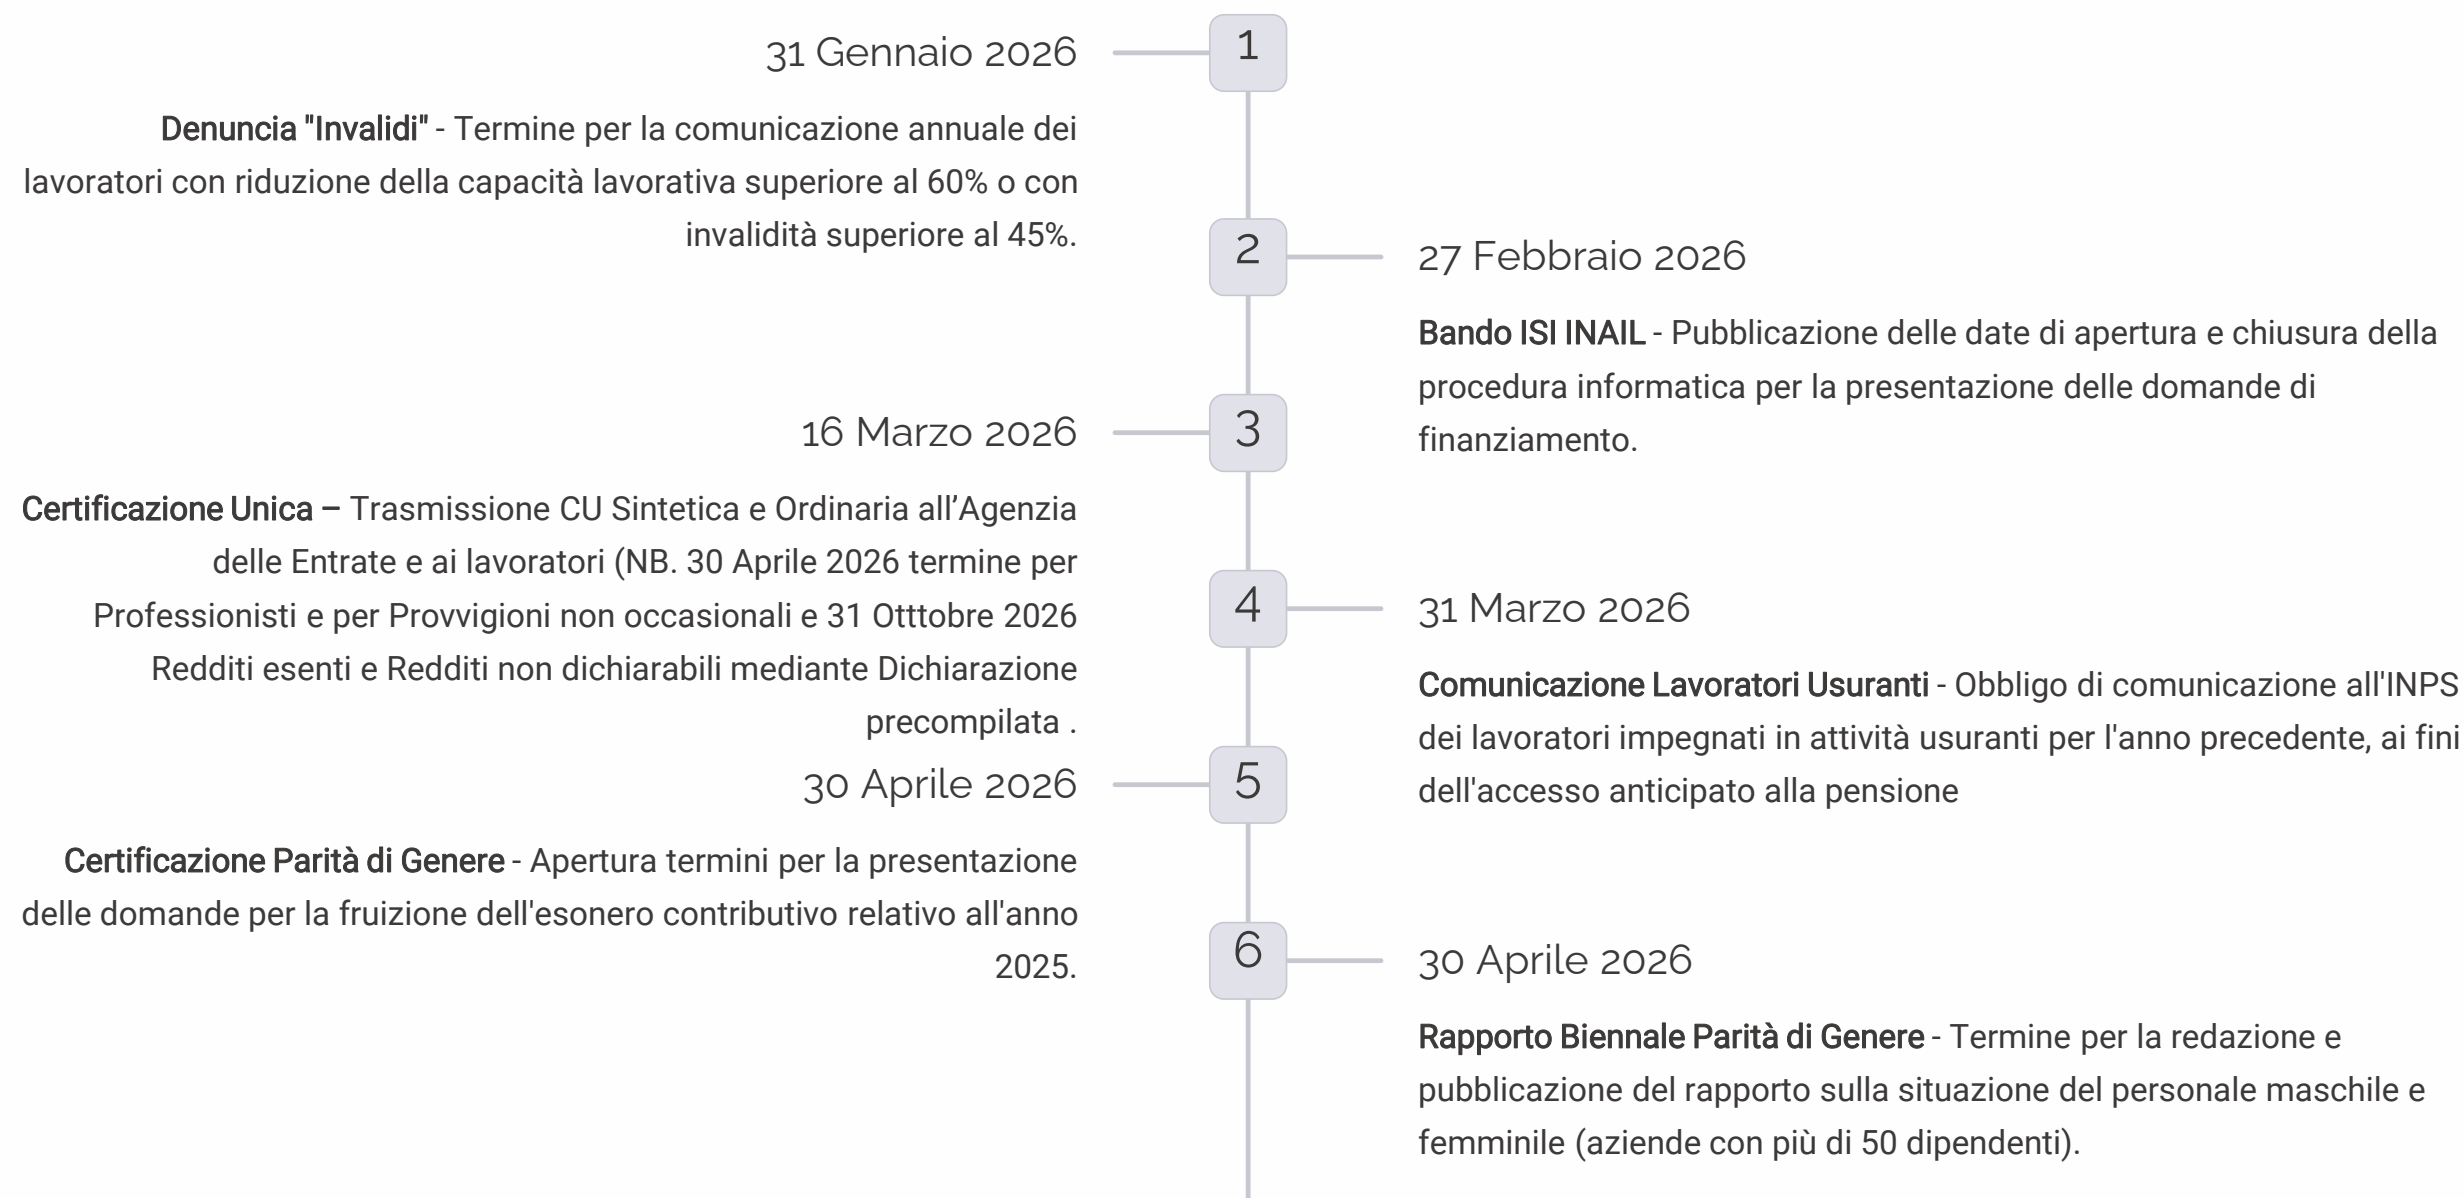 1
31 Gennaio 2026
Denuncia "Invalidi" - Termine per la comunicazione annuale dei
lavoratori con riduzione della capacità lavorativa superiore al 60% o con
invalidità superiore al 45%.
2
27 Febbraio 2026
Bando ISI INAIL - Pubblicazione delle date di apertura e chiusura della
procedura informatica per la presentazione delle domande di
finanziamento.
3
16 Marzo 2026
Certificazione Unica – Trasmissione CU Sintetica e Ordinaria all’Agenzia
delle Entrate e ai lavoratori (NB. 30 Aprile 2026 termine per
Professionisti e per Provvigioni non occasionali e 31 Otttobre 2026
Redditi esenti e Redditi non dichiarabili mediante Dichiarazione
precompilata .
4
31 Marzo 2026
Comunicazione Lavoratori Usuranti - Obbligo di comunicazione all'INPS
dei lavoratori impegnati in attività usuranti per l'anno precedente, ai fini
dell'accesso anticipato alla pensione
5
30 Aprile 2026
Certificazione Parità di Genere - Apertura termini per la presentazione
delle domande per la fruizione dell'esonero contributivo relativo all'anno
2025.
6
30 Aprile 2026
Rapporto Biennale Parità di Genere - Termine per la redazione e
pubblicazione del rapporto sulla situazione del personale maschile e
femminile (aziende con più di 50 dipendenti).